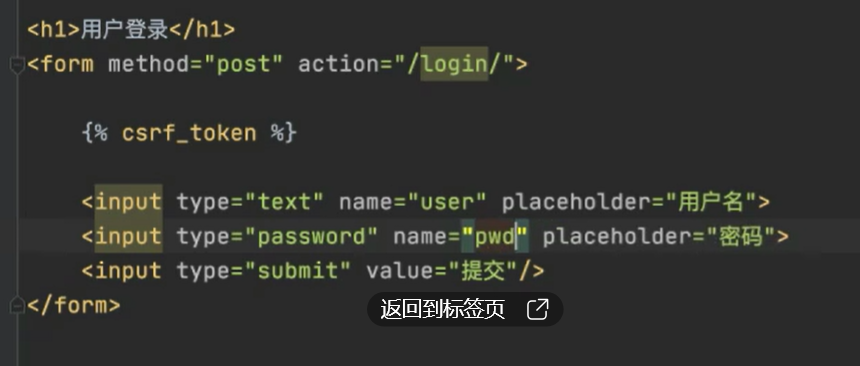 <h1>用户登录</h1>
<form method="post" action="/login/">
{% csrf_token %}
<input type="text" name="user" placeholder="用户名">
<input type="password" name="pwd" placeholder="密码">
<input type="submit" value="提交"/>
</form>
返回到标签页